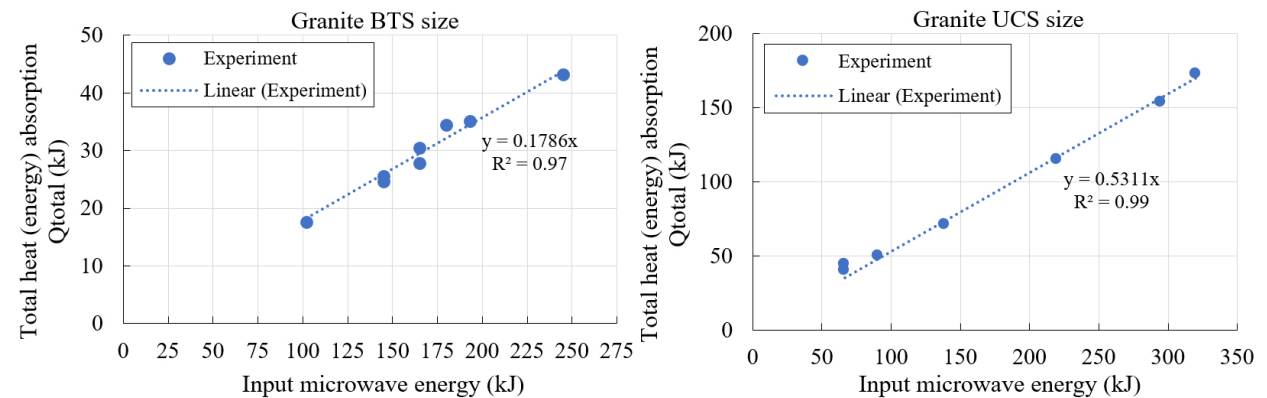 Granite BTS size
50
40
30
20
10
0
Total heat (energy) absorption
Qtotal (kJ)
Experiment
Linear (Experiment)
y = 0.1786x
R² = 0.97
0 25 50 75 100 125 150 175 200 225 250 275
Input microwave energy (kJ)
Granite UCS size
200
150
100
50
0
Total heat (energy) absorption
Qtotal (kJ)
Experiment
Linear (Experiment)
y = 0.5311x
R² = 0.99
0 50 100 150 200 250 300 350
Input microwave energy (kJ)